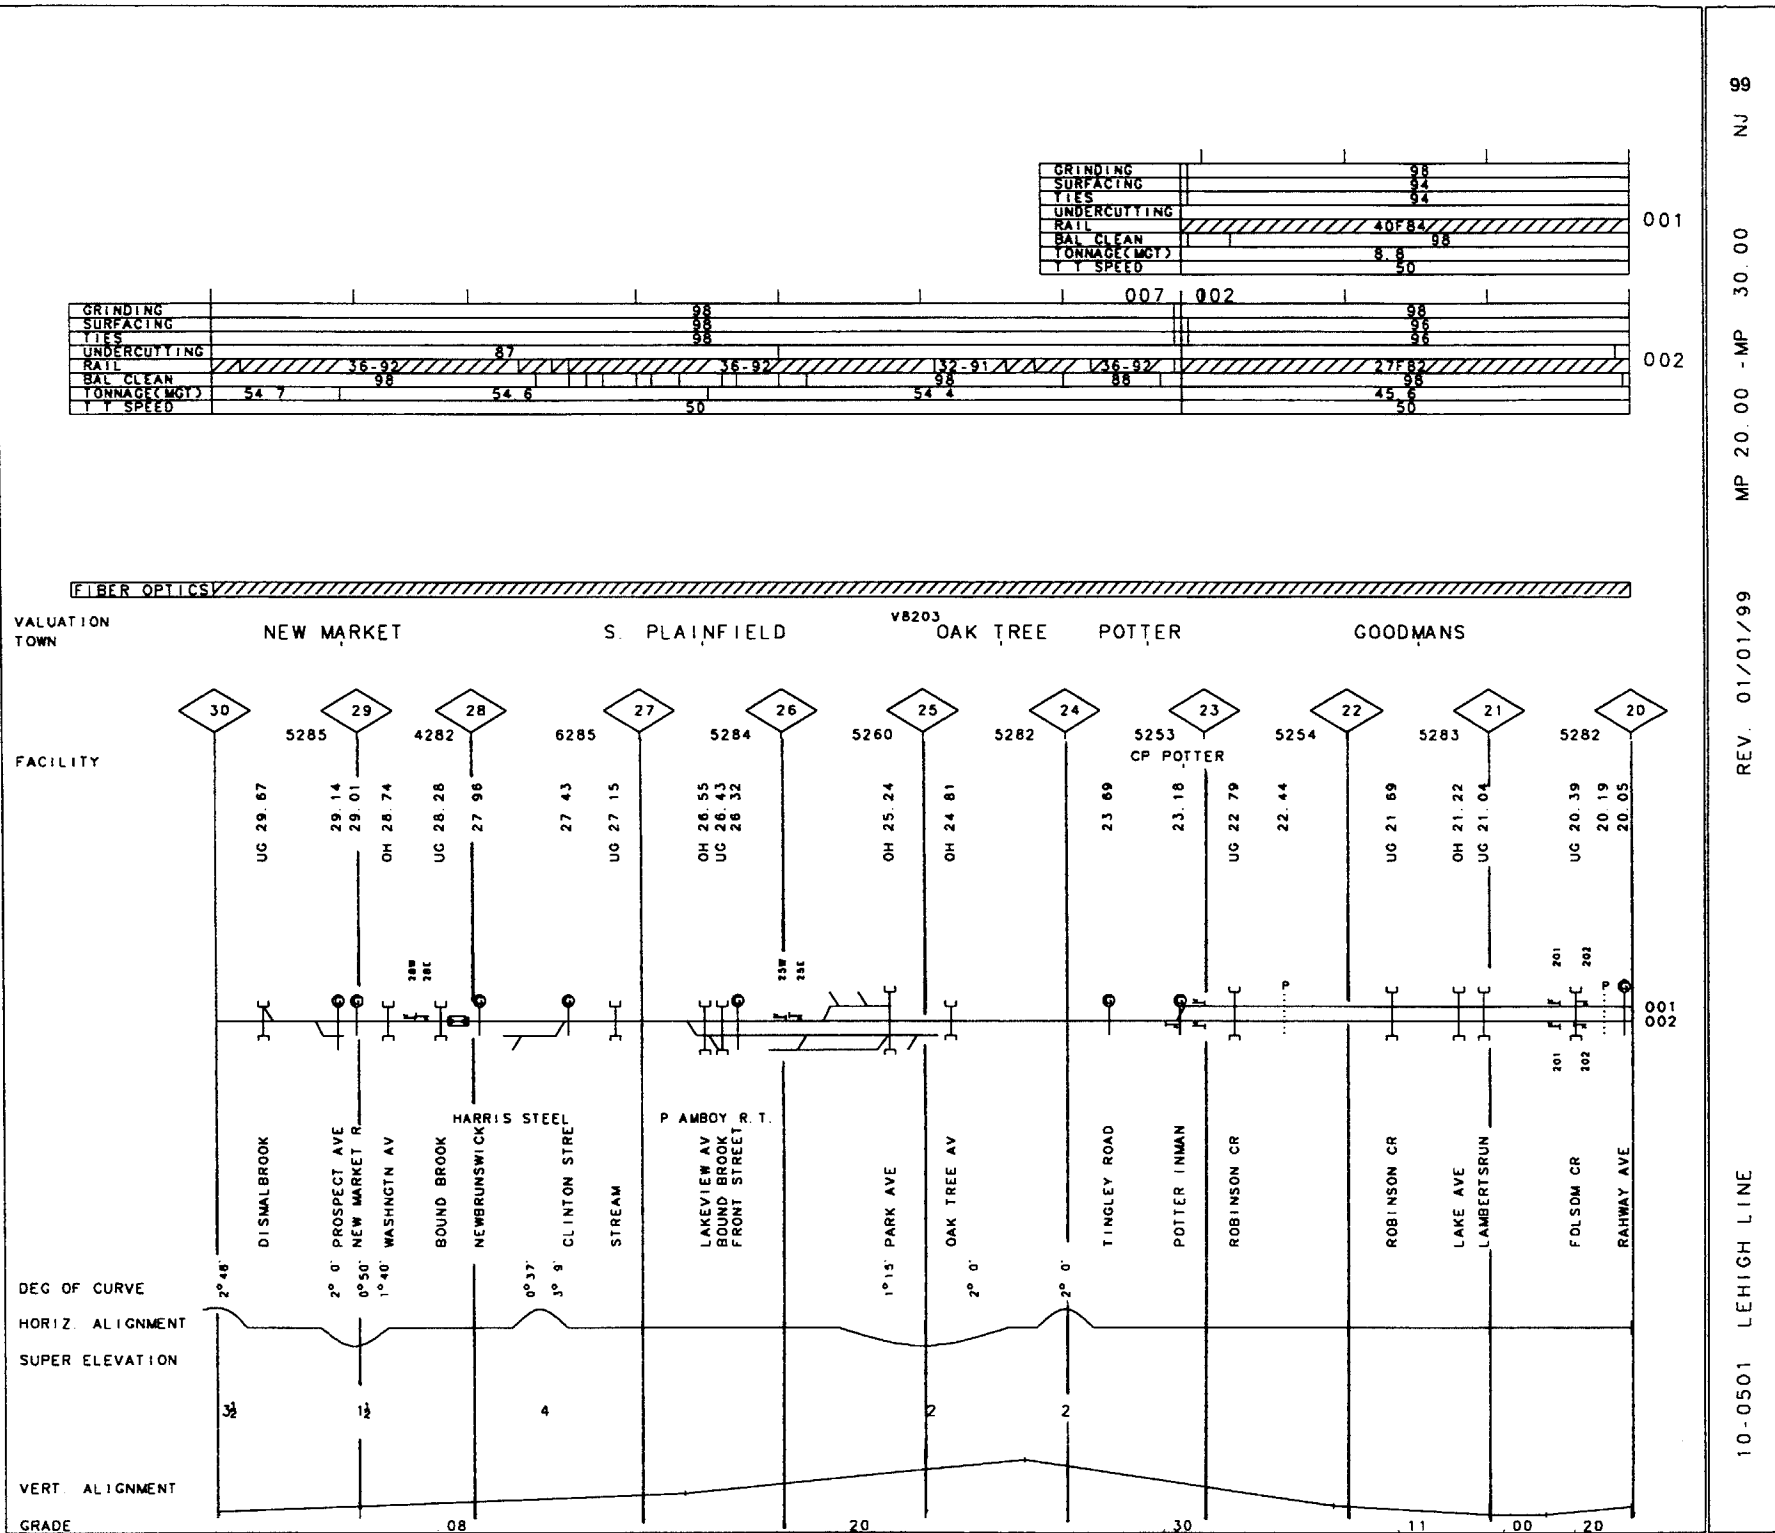 GRINDING 98
SURFACING 94
TIES 94
UNDERCUTTING
RAIL 40F84
BAL CLEAN 98
TONNAGE(MGT) 8.8
T T SPEED 50
001
007 002
GRINDING 98 98
SURFACING 98 96
TIES 98 96
UNDERCUTTING 87
RAIL 36-92 36-92 32-91 36-92 27F82
BAL CLEAN 98 98 88 98
TONNAGE(MGT) 54.7 54.6 54.4 45.6
T T SPEED 50 50
002
FIBER OPTICS
VALUATION V8203
TOWN NEW MARKET S. PLAINFIELD OAK TREE POTTER GOODMANS
30 29 28 27 26 25 24 23 22 21 20
5285 4282 6285 5284 5260 5282 5253 5254 5283 5282
FACILITY CP POTTER
UG 29.67
29.14
29.01
OH 28.74
UG 28.28
27.96
27.43
UG 27.15
OH 26.55
UG 26.43
26.32
OH 25.24
OH 24.81
23.69
23.18
UG 22.79
22.44
UG 21.69
OH 21.22
UG 21.04
UG 20.39
20.19
20.05
28W 28E 25W 25E 201 202
P P
001
002
201 202
HARRIS STEEL P AMBOY R.T.
DISMALBROOK
PROSPECT AVE
NEW MARKET R
WASHNGTN AV
BOUND BROOK
NEWBRUNSWICK
CLINTON STRE
STREAM
LAKEVIEW AV
BOUND BROOK
FRONT STREET
PARK AVE
OAK TREE AV
TINGLEY ROAD
POTTER INMAN
ROBINSON CR
ROBINSON CR
LAKE AVE
LAMBERTSRUN
FOLSOM CR
RAHWAY AVE
DEG OF CURVE 2°48' 2°0' 0°50' 1°40' 0°37' 3°9' 1°15' 2°0' 2°0'
HORIZ. ALIGNMENT
SUPER ELEVATION
3½ 1½ 4 2 2
VERT. ALIGNMENT
GRADE .08 .20 .30 .11 .00 .20
10-0501 LEHIGH LINE REV. 01/01/99 MP 20.00 -MP 30.00 NJ 99